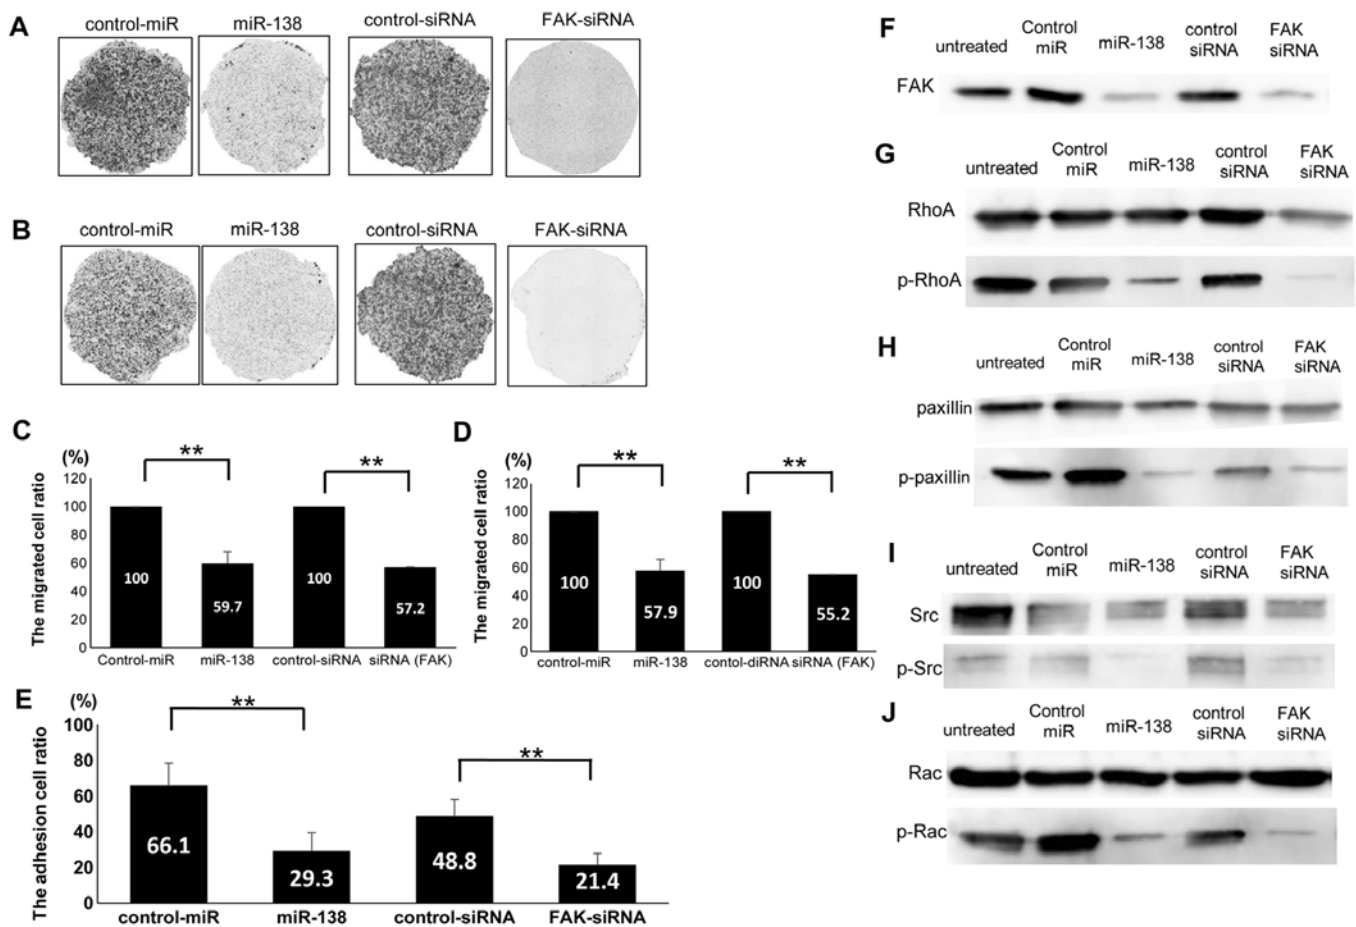 A
control-miR
miR-138
control-siRNA
FAK-siRNA
B
control-miR
miR-138
control-siRNA
FAK-siRNA
C
(%)
The migrated cell ratio
120
100
80
60
40
20
0
**
**
100
59.7
100
57.2
Control-miR
miR-138
control-siRNA
siRNA (FAK)
D
(%)
The migrated cell ratio
120
100
80
60
40
20
0
**
**
100
57.9
100
55.2
control-miR
miR-138
contol-diRNA
siRNA (FAK)
E
(%)
The adhesion cell ratio
100
80
60
40
20
0
**
**
66.1
29.3
48.8
21.4
control-miR
miR-138
control-siRNA
FAK-siRNA
F
untreated
Control
miR
miR-138
control
siRNA
FAK
siRNA
FAK
G
untreated
Control
miR
miR-138
control
siRNA
FAK
siRNA
RhoA
p-RhoA
H
untreated
Control
miR
miR-138
control
siRNA
FAK
siRNA
paxillin
p-paxillin
I
untreated
Control
miR
miR-138
control
siRNA
FAK
siRNA
Src
p-Src
J
untreated
Control
miR
miR-138
control
siRNA
FAK
siRNA
Rac
p-Rac